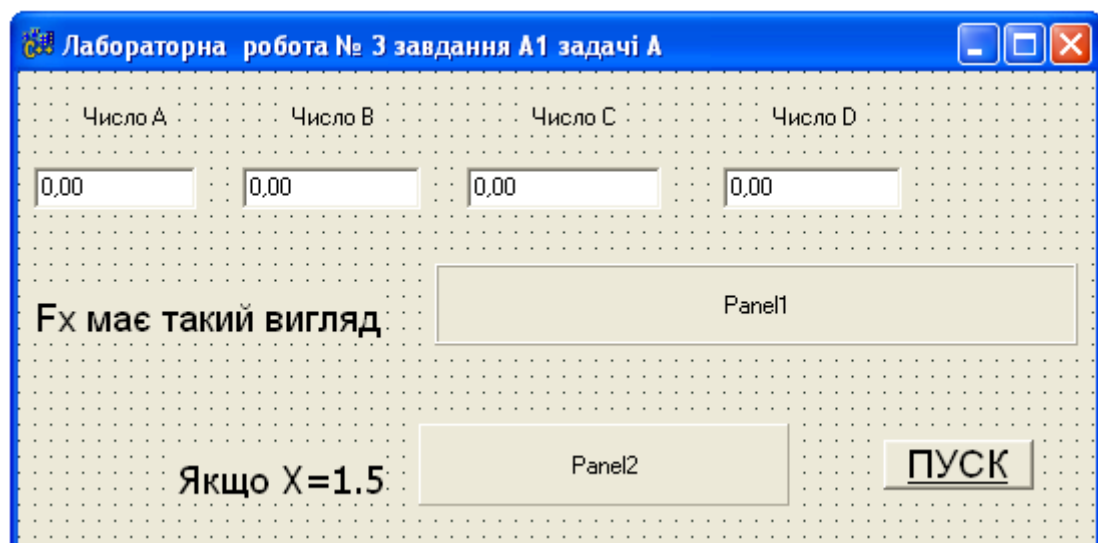 Лабораторна робота № 3 завдання А1 задачі А
Число А Число В Число С Число D
0,00 0,00 0,00 0,00
Fx має такий вигляд Panel1
Якщо X=1.5 Panel2 ПУСК